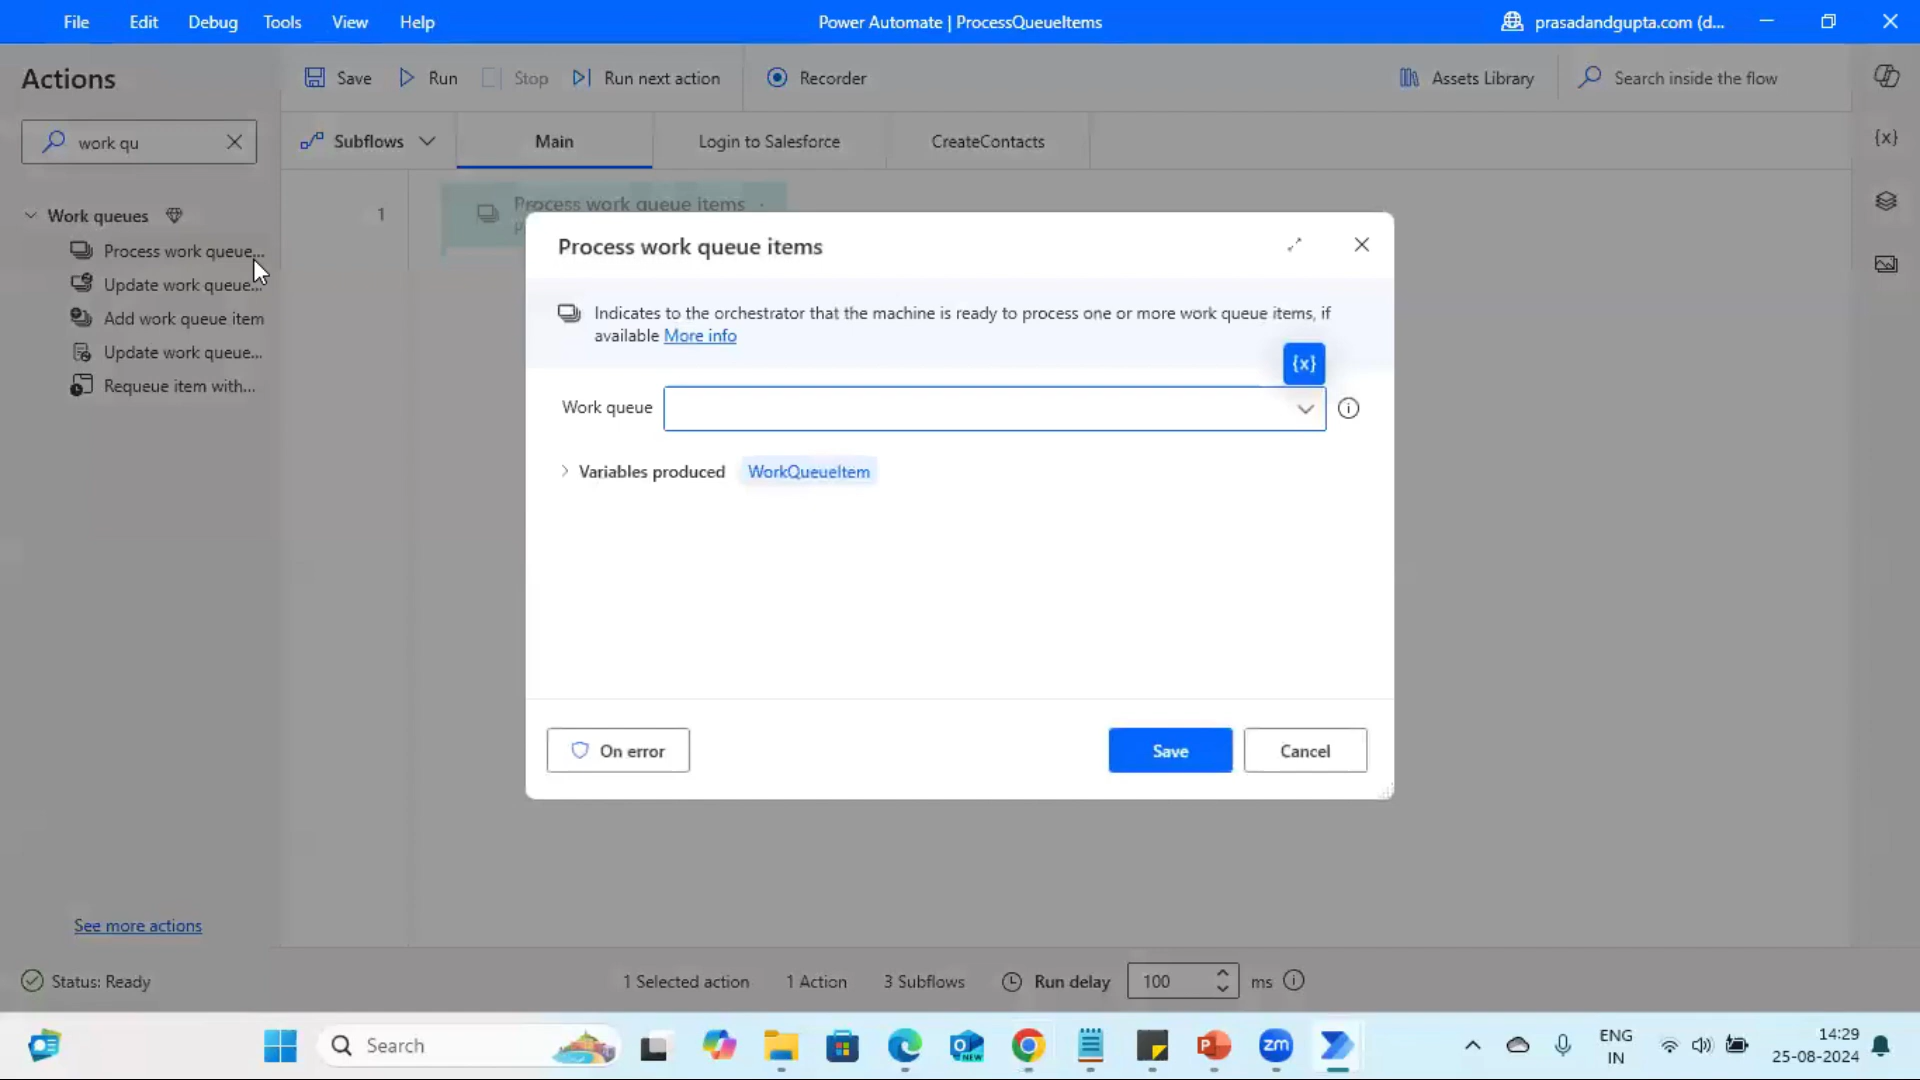 File Edit Debug Tools View Help
Power Automate | ProcessQueueItems
prasadandgupta.com (d...
Actions
Save Run Stop Run next action Recorder
Assets Library
Search inside the flow
work qu
Subflows
Main
Login to Salesforce
CreateContacts
{x}
Work queues
Process work queue...
Update work queue...
Add work queue item
Update work queue...
Requeue item with...
See more actions
1
Process work queue items
Process work queue items
Indicates to the orchestrator that the machine is ready to process one or more work queue items, if
available More info
{x}
Work queue
Variables produced WorkQueueItem
On error
Save
Cancel
Status: Ready
1 Selected action
1 Action
3 Subflows
Run delay
100
ms
Search
NEW
zm
ENG
IN
14:29
25-08-2024